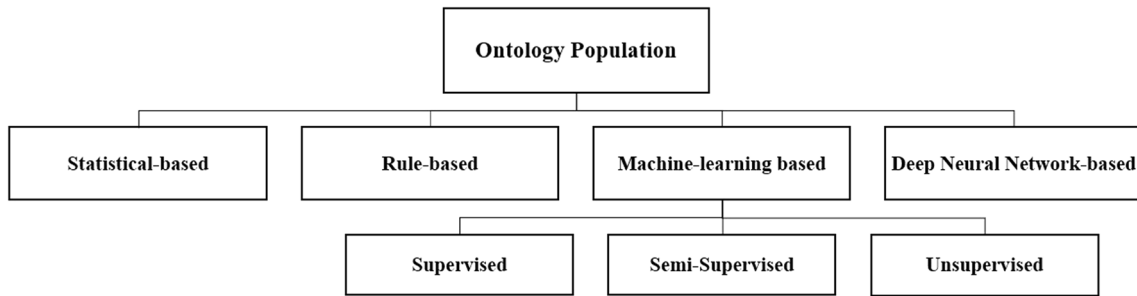 Ontology Population
Statistical-based
Rule-based
Machine-learning based
Deep Neural Network-based
Supervised
Semi-Supervised
Unsupervised